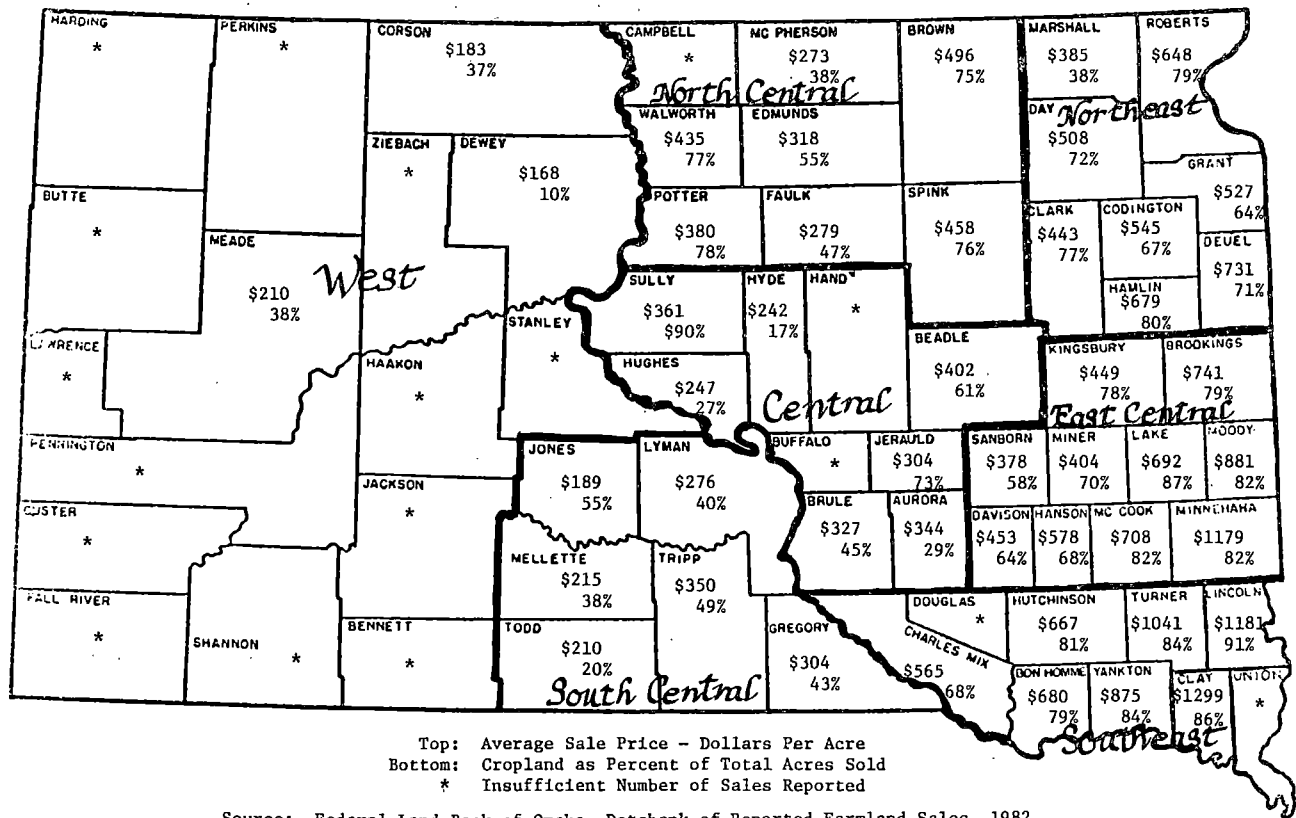 HARDING
*
PERKINS
*
CORSON
$183
37%
CAMPBELL
*
MC PHERSON
$273
38%
BROWN
$496
75%
MARSHALL
$385
38%
ROBERTS
$648
79%
North Central
Northeast
WALWORTH
$435
77%
EDMUNDS
$318
55%
DAY
$508
72%
ZIEBACH
*
DEWEY
$168
10%
GRANT
$527
64%
BUTTE
*
POTTER
$380
78%
FAULK
$279
47%
SPINK
$458
76%
CLARK
$443
77%
CODINGTON
$545
67%
DEUEL
$731
71%
MEADE
$210
38%
West
HAMLIN
$679
80%
SULLY
$361
$90%
HYDE
$242
17%
HAND
*
STANLEY
*
LAWRENCE
*
HAAKON
*
HUGHES
$247
27%
BEADLE
$402
61%
KINGSBURY
$449
78%
BROOKINGS
$741
79%
Central
East Central
PENNINGTON
*
JONES
$189
55%
LYMAN
$276
40%
BUFFALO
*
JERAULD
$304
73%
SANBORN
$378
58%
MINER
$404
70%
LAKE
$692
87%
MOODY
$881
82%
JACKSON
*
CUSTER
*
BRULE
$327
45%
AURORA
$344
29%
DAVISON
$453
64%
HANSON
$578
68%
MC COOK
$708
82%
MINNEHAHA
$1179
82%
MELLETTE
$215
38%
TRIPP
$350
49%
FALL RIVER
*
SHANNON
*
BENNETT
*
TODD
$210
20%
GREGORY
$304
43%
DOUGLAS
*
CHARLES MIX
$565
68%
HUTCHINSON
$667
81%
TURNER
$1041
84%
LINCOLN
$1181
91%
South Central
BON HOMME
$680
79%
YANKTON
$875
84%
CLAY
$1299
86%
UNION
*
Southeast
Top: Average Sale Price - Dollars Per Acre
Bottom: Cropland as Percent of Total Acres Sold
* Insufficient Number of Sales Reported
Source: Federal Land Bank of Omaha, Databank of Reported Farmland Sales, 1982